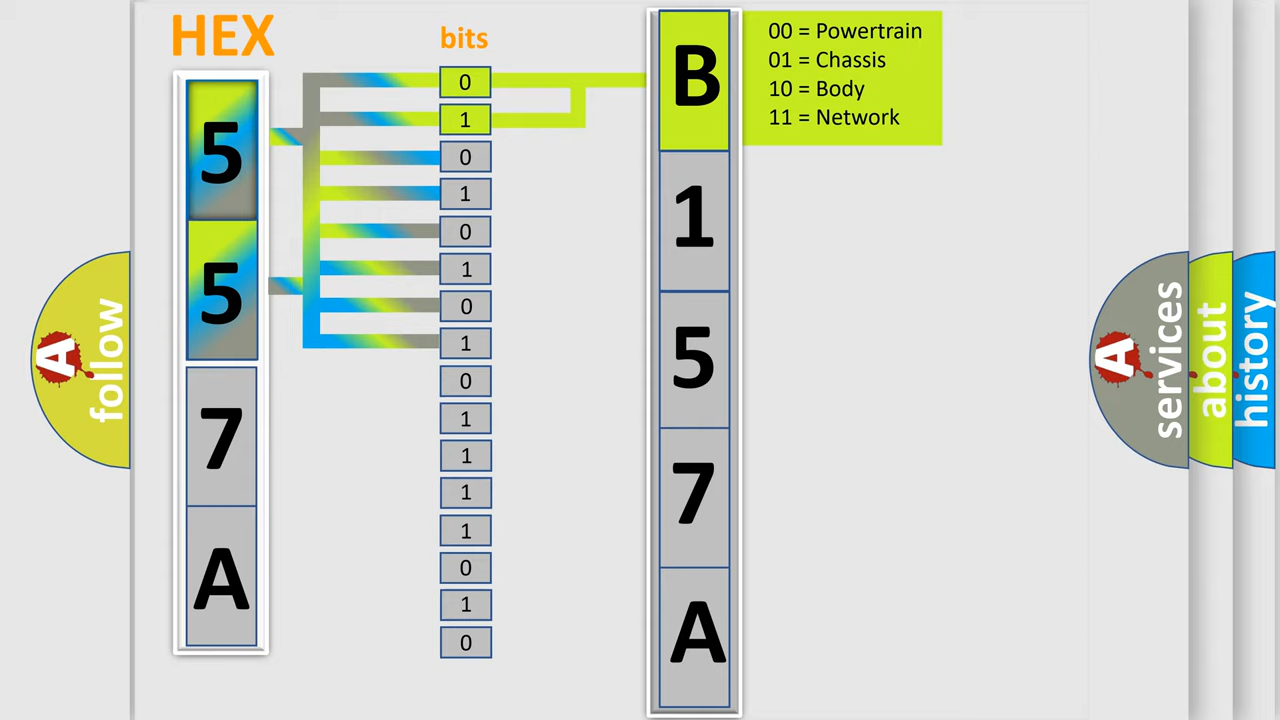 HEX
5
5
7
A
bits
0
1
0
1
0
1
0
1
0
1
1
1
1
0
1
0
B
1
5
7
A
00 = Powertrain
01 = Chassis
10 = Body
11 = Network
A
follow
A
services
about
history